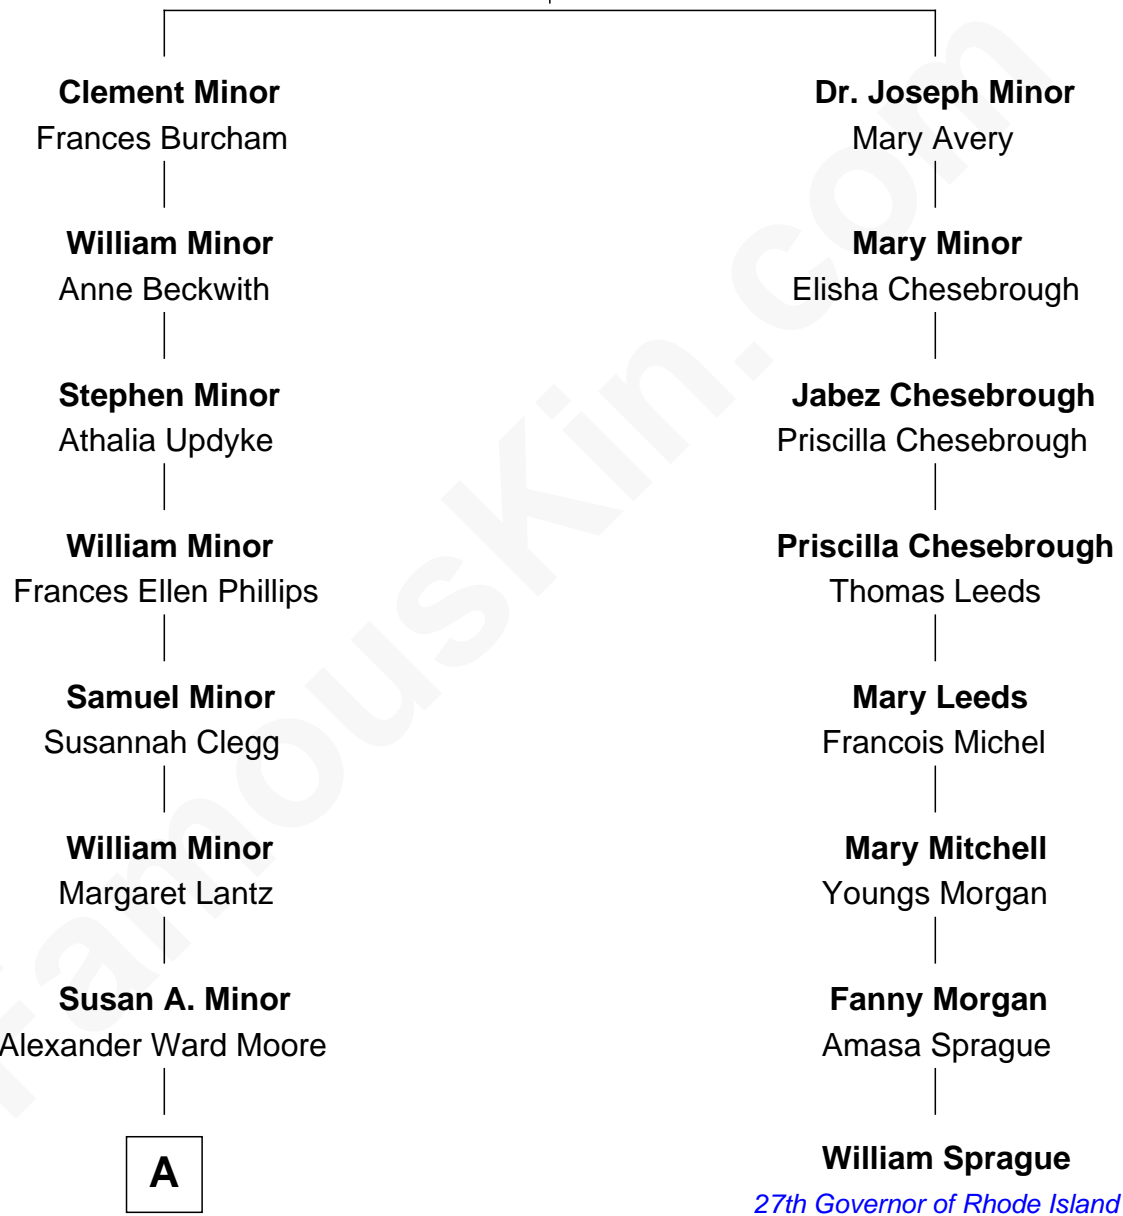 Clement Minor
Frances Burcham
William Minor
Anne Beckwith
Stephen Minor
Athalia Updyke
William Minor
Frances Ellen Phillips
Samuel Minor
Susannah Clegg
William Minor
Margaret Lantz
Susan A. Minor
Alexander Ward Moore
A
Dr. Joseph Minor
Mary Avery
Mary Minor
Elisha Chesebrough
Jabez Chesebrough
Priscilla Chesebrough
Priscilla Chesebrough
Thomas Leeds
Mary Leeds
Francois Michel
Mary Mitchell
Youngs Morgan
Fanny Morgan
Amasa Sprague
William Sprague
27th Governor of Rhode Island
FamousKin.com